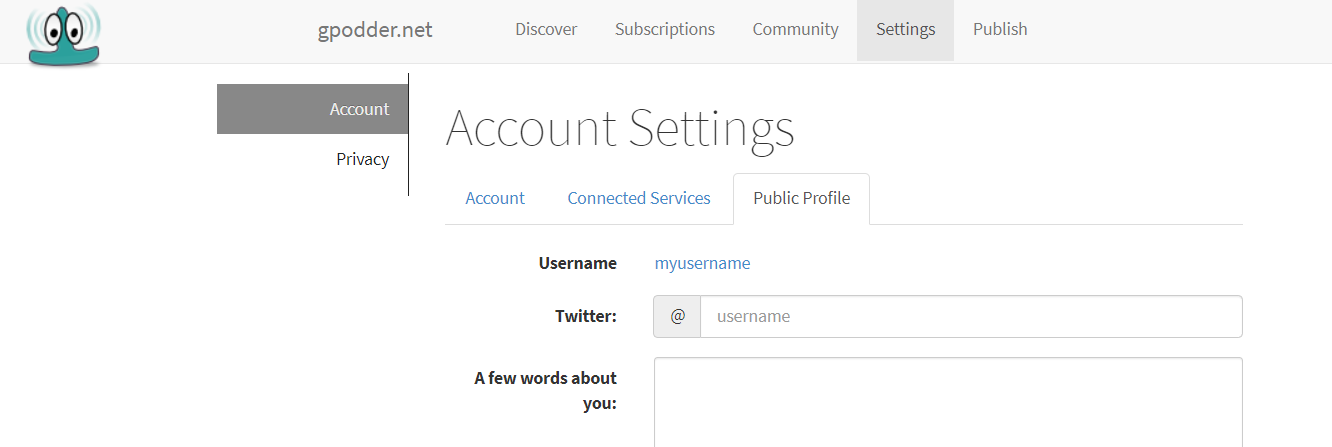 gpodder.net Discover Subscriptions Community Settings Publish
Account
Privacy
Account Settings
Account Connected Services Public Profile
Username myusername
Twitter: @ username
A few words about
you: